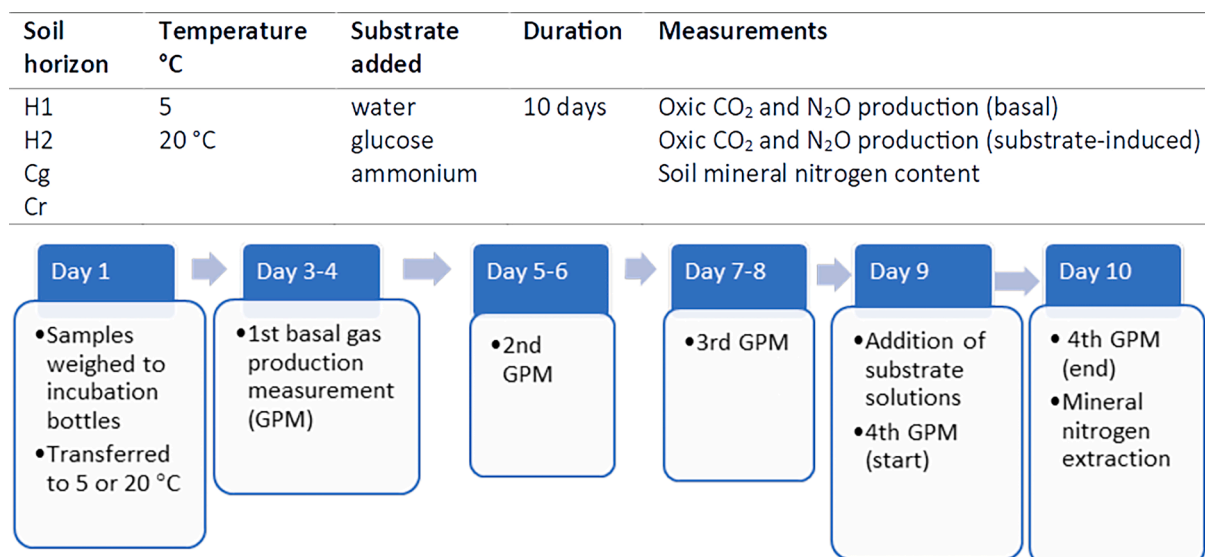 Soil horizon Temperature °C Substrate added Duration Measurements
H1 5 water 10 days Oxic CO₂ and N₂O production (basal)
H2 20 °C glucose Oxic CO₂ and N₂O production (substrate-induced)
Cg ammonium Soil mineral nitrogen content
Cr
Day 1
•Samples
weighed to
incubation
bottles
•Transferred
to 5 or 20 °C
Day 3-4
•1st basal gas
production
measurement
(GPM)
Day 5-6
•2nd
GPM
Day 7-8
•3rd GPM
Day 9
•Addition of
substrate
solutions
•4th GPM
(start)
Day 10
• 4th GPM
(end)
•Mineral
nitrogen
extraction